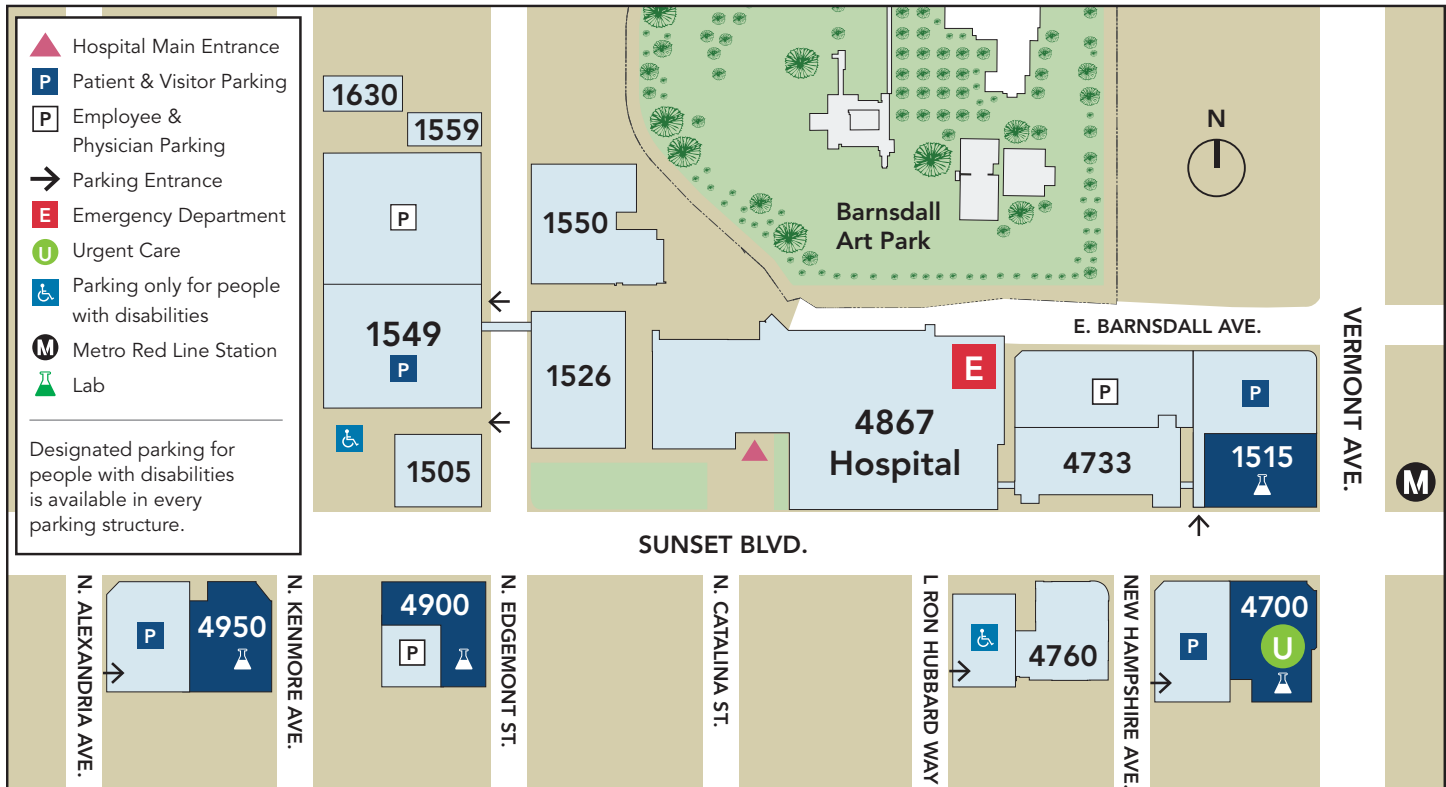 Hospital Main Entrance
P Patient & Visitor Parking
P Employee &
Physician Parking
Parking Entrance
E Emergency Department
U Urgent Care
Parking only for people
with disabilities
M Metro Red Line Station
Lab
Designated parking for
people with disabilities
is available in every
parking structure.
1630
1559
P
1549
P
1505
1550
1526
Barnsdall
Art Park
N
E. BARNSDALL AVE.
VERMONT AVE.
E
4867
Hospital
P
4733
P
1515
M
SUNSET BLVD.
N. ALEXANDRIA AVE.
P
4950
N. KENMORE AVE.
4900
P
N. EDGEMONT ST.
N. CATALINA ST.
L RON HUBBARD WAY
4760
NEW HAMPSHIRE AVE.
P
4700
U